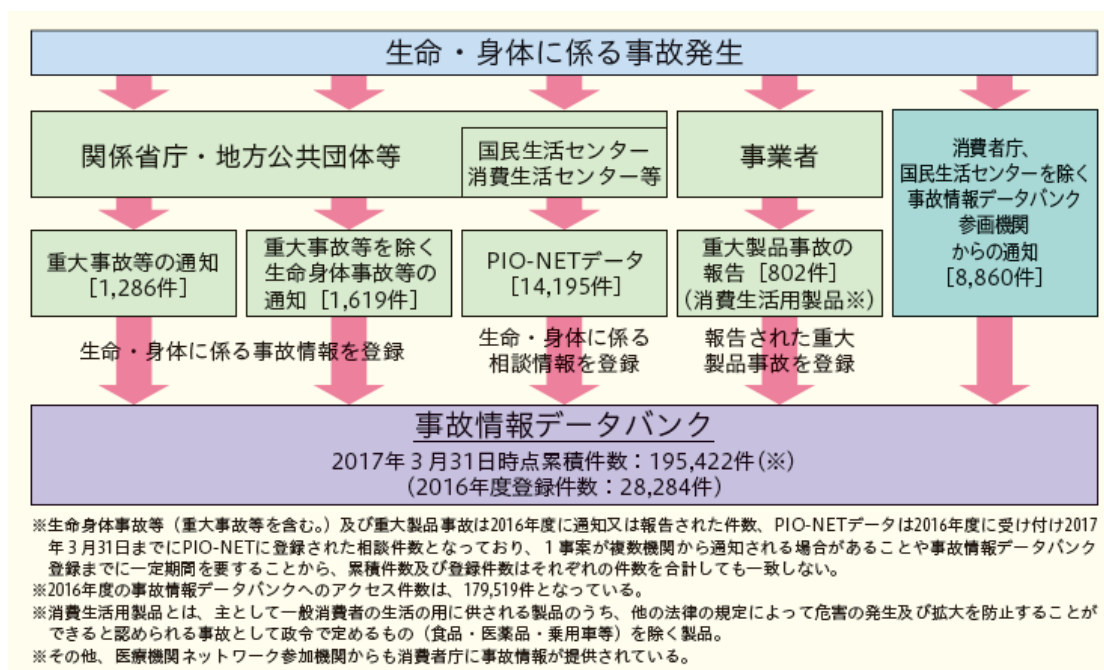 生命・身体に係る事故発生
関係省庁・地方公共団体等
国民生活センター
消費生活センター等
事業者
消費者庁、
国民生活センターを除く
事故情報データバンク
参画機関
からの通知
[8,860件]
重大事故等の通知
[1,286件]
重大事故等を除く
生命身体事故等の
通知［1,619件］
PIO-NETデータ
[14,195件]
重大製品事故の
報告［802件］
（消費生活用製品※）
生命・身体に係る事故情報を登録
生命・身体に係る
相談情報を登録
報告された重大
製品事故を登録
事故情報データバンク
2017年３月31日時点累積件数：195,422件(※)
(2016年度登録件数：28,284件)
※生命身体事故等（重大事故等を含む。）及び重大製品事故は2016年度に通知又は報告された件数、PIO-NETデータは2016年度に受け付け2017
年３月31日までにPIO-NETに登録された相談件数となっており、１事案が複数機関から通知される場合があることや事故情報データバンク
登録までに一定期間を要することから、累積件数及び登録件数はそれぞれの件数を合計しても一致しない。
※2016年度の事故情報データバンクへのアクセス件数は、179,519件となっている。
※消費生活用製品とは、主として一般消費者の生活の用に供される製品のうち、他の法律の規定によって危害の発生及び拡大を防止することが
できると認められる事故として政令で定めるもの（食品・医薬品・乗用車等）を除く製品。
※その他、医療機関ネットワーク参加機関からも消費者庁に事故情報が提供されている。